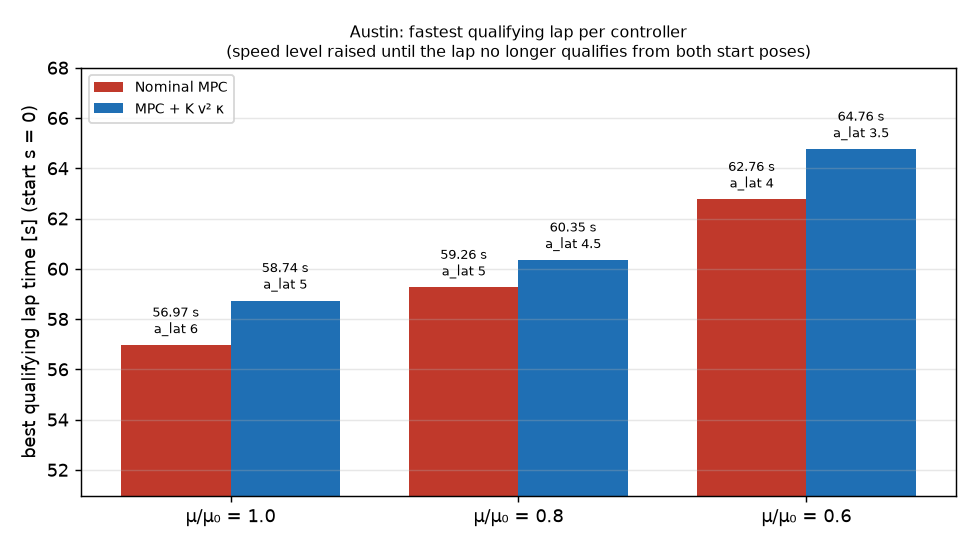 Austin: fastest qualifying lap per controller
(speed level raised until the lap no longer qualifies from both start poses)
Nominal MPC
MPC + K v² κ
best qualifying lap time [s] (start s = 0)
68
66
64
62
60
58
56
54
52
56.97 s
a_lat 6
58.74 s
a_lat 5
59.26 s
a_lat 5
60.35 s
a_lat 4.5
62.76 s
a_lat 4
64.76 s
a_lat 3.5
μ/μ₀ = 1.0
μ/μ₀ = 0.8
μ/μ₀ = 0.6